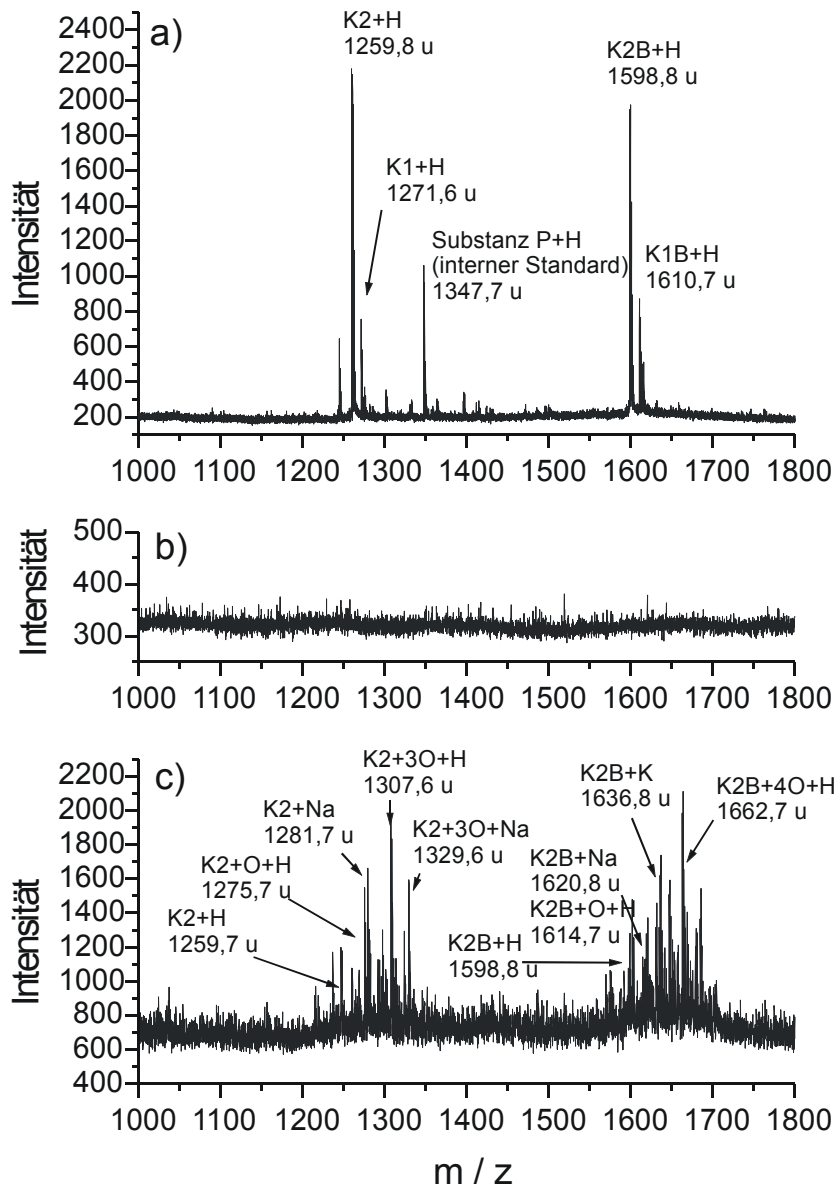 a)
K2+H
1259,8 u
K1+H
1271,6 u
Substanz P+H
(interner Standard)
1347,7 u
K2B+H
1598,8 u
K1B+H
1610,7 u
Intensität
2400
2200
2000
1800
1600
1400
1200
1000
800
600
400
200
1000 1100 1200 1300 1400 1500 1600 1700 1800
b)
Intensität
500
400
300
1000 1100 1200 1300 1400 1500 1600 1700 1800
c)
K2+3O+H
1307,6 u
K2+Na
1281,7 u
K2+3O+Na
1329,6 u
K2+O+H
1275,7 u
K2+H
1259,7 u
K2B+K
1636,8 u
K2B+4O+H
1662,7 u
K2B+Na
1620,8 u
K2B+O+H
1614,7 u
K2B+H
1598,8 u
Intensität
2200
2000
1800
1600
1400
1200
1000
800
600
400
1000 1100 1200 1300 1400 1500 1600 1700 1800
m / z